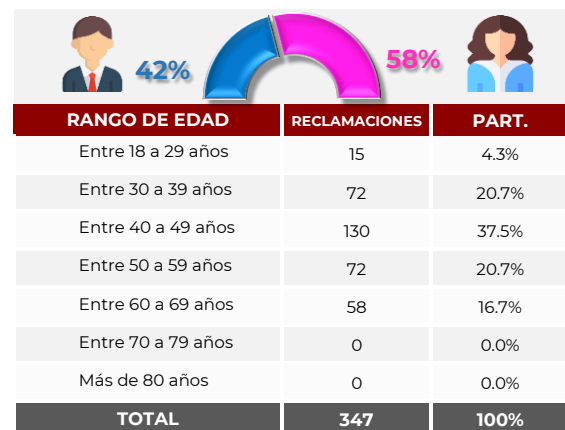 42%
58%
RANGO DE EDAD RECLAMACIONES PART.
Entre 18 a 29 años 15 4.3%
Entre 30 a 39 años 72 20.7%
Entre 40 a 49 años 130 37.5%
Entre 50 a 59 años 72 20.7%
Entre 60 a 69 años 58 16.7%
Entre 70 a 79 años 0 0.0%
Más de 80 años 0 0.0%
TOTAL 347 100%